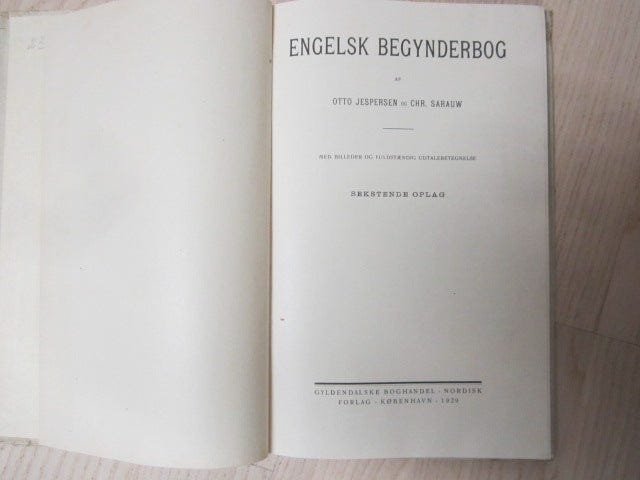 ENGELSK BEGYNDERBOG
AF
OTTO JESPERSEN OG CHR. SARAUW
MED BILLEDER OG FULDSTÆNDIG UDTALEBETEGNELSE
SEKSTENDE OPLAG
GYLDENDALSKE BOGHANDEL - NORDISK
FORLAG - KØBENHAVN - 1929